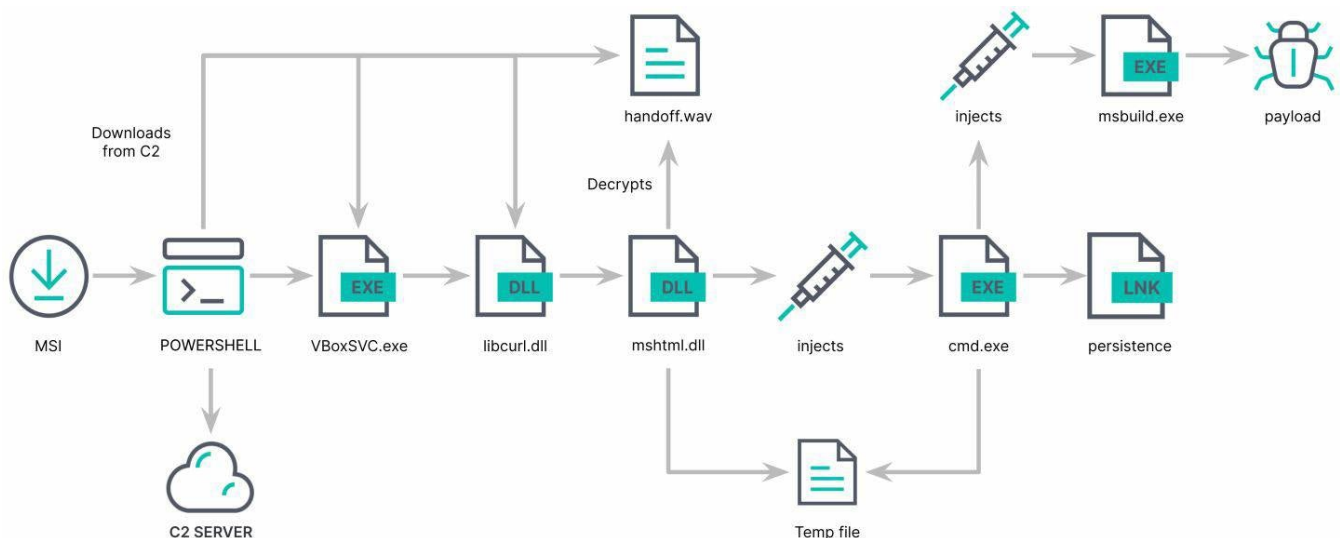 EXE
handoff.wav
injects
msbuild.exe
payload
Downloads
from C2
Decrypts
EXE
DLL
DLL
EXE
LNK
MSI
POWERSHELL
VBoxSVC.exe
libcurl.dll
mshtml.dll
injects
cmd.exe
persistence
C2 SERVER
Temp file